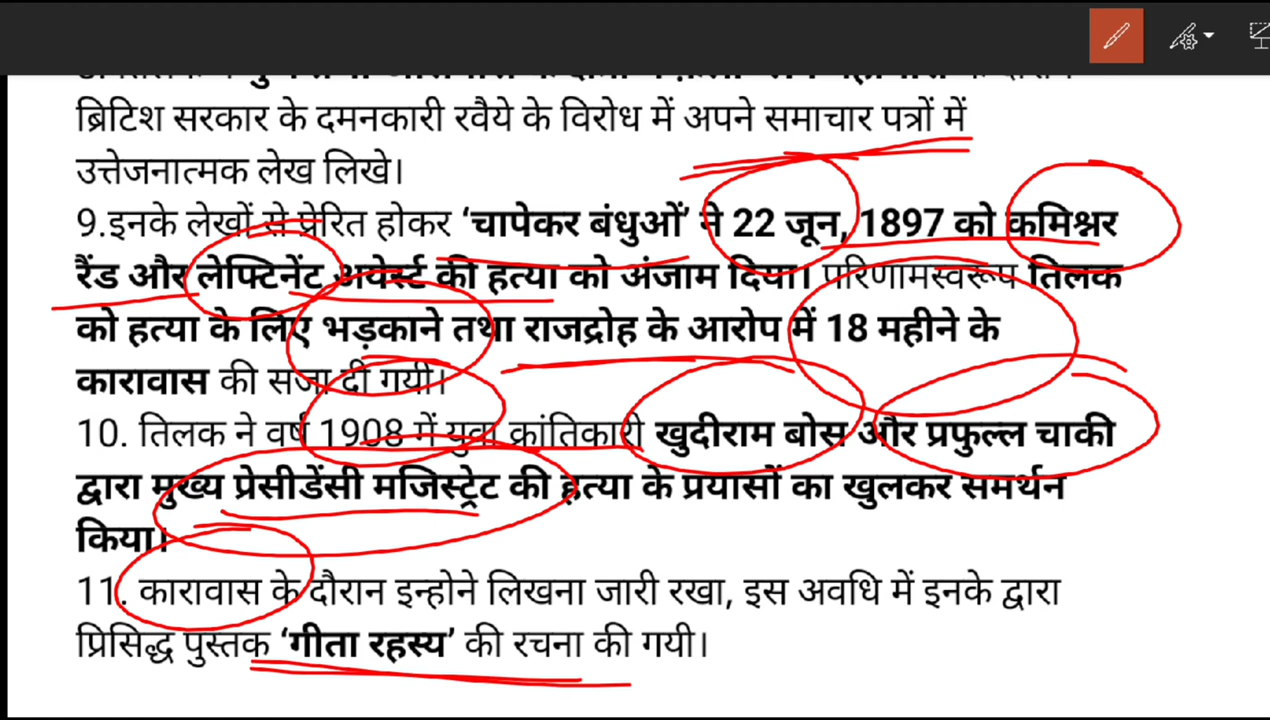 ब्रिटिश सरकार के दमनकारी रवैये के विरोध में अपने समाचार पत्रों में
उत्तेजनात्मक लेख लिखे।
9.इनके लेखों से प्रेरित होकर ‘चापेकर बंधुओं’ ने 22 जून, 1897 को कमिश्नर
रैंड और लेफ्टिनेंट अयेर्स्ट की हत्या को अंजाम दिया। परिणामस्वरूप तिलक
को हत्या के लिए भड़काने तथा राजद्रोह के आरोप में 18 महीने के
कारावास की सजा दी गयी।
10. तिलक ने वर्ष 1908 में युवा क्रांतिकारी खुदीराम बोस और प्रफुल्ल चाकी
द्वारा मुख्य प्रेसीडेंसी मजिस्ट्रेट की हत्या के प्रयासों का खुलकर समर्थन
किया।
11. कारावास के दौरान इन्होने लिखना जारी रखा, इस अवधि में इनके द्वारा
प्रिसिद्ध पुस्तक ‘गीता रहस्य’ की रचना की गयी।